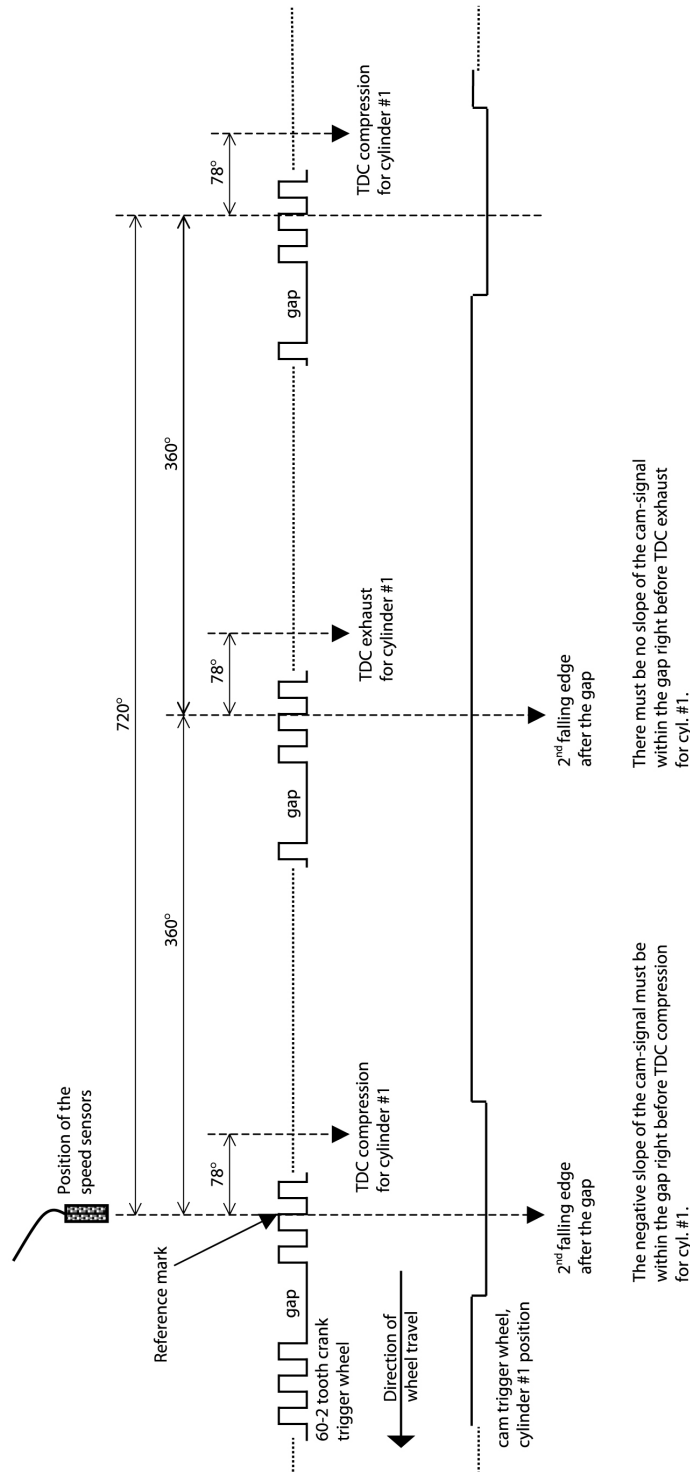 Position of the
speed sensors
720°
360°
360°
78°
78°
78°
Reference mark
TDC compression
for cylinder #1
TDC exhaust
for cylinder #1
TDC compression
for cylinder #1
gap
gap
gap
60-2 tooth crank
trigger wheel
Direction of
wheel travel
cam trigger wheel,
cylinder #1 position
2nd falling edge
after the gap
2nd falling edge
after the gap
The negative slope of the cam-signal must be
within the gap right before TDC compression
for cyl. #1.
There must be no slope of the cam-signal
within the gap right before TDC exhaust
for cyl. #1.